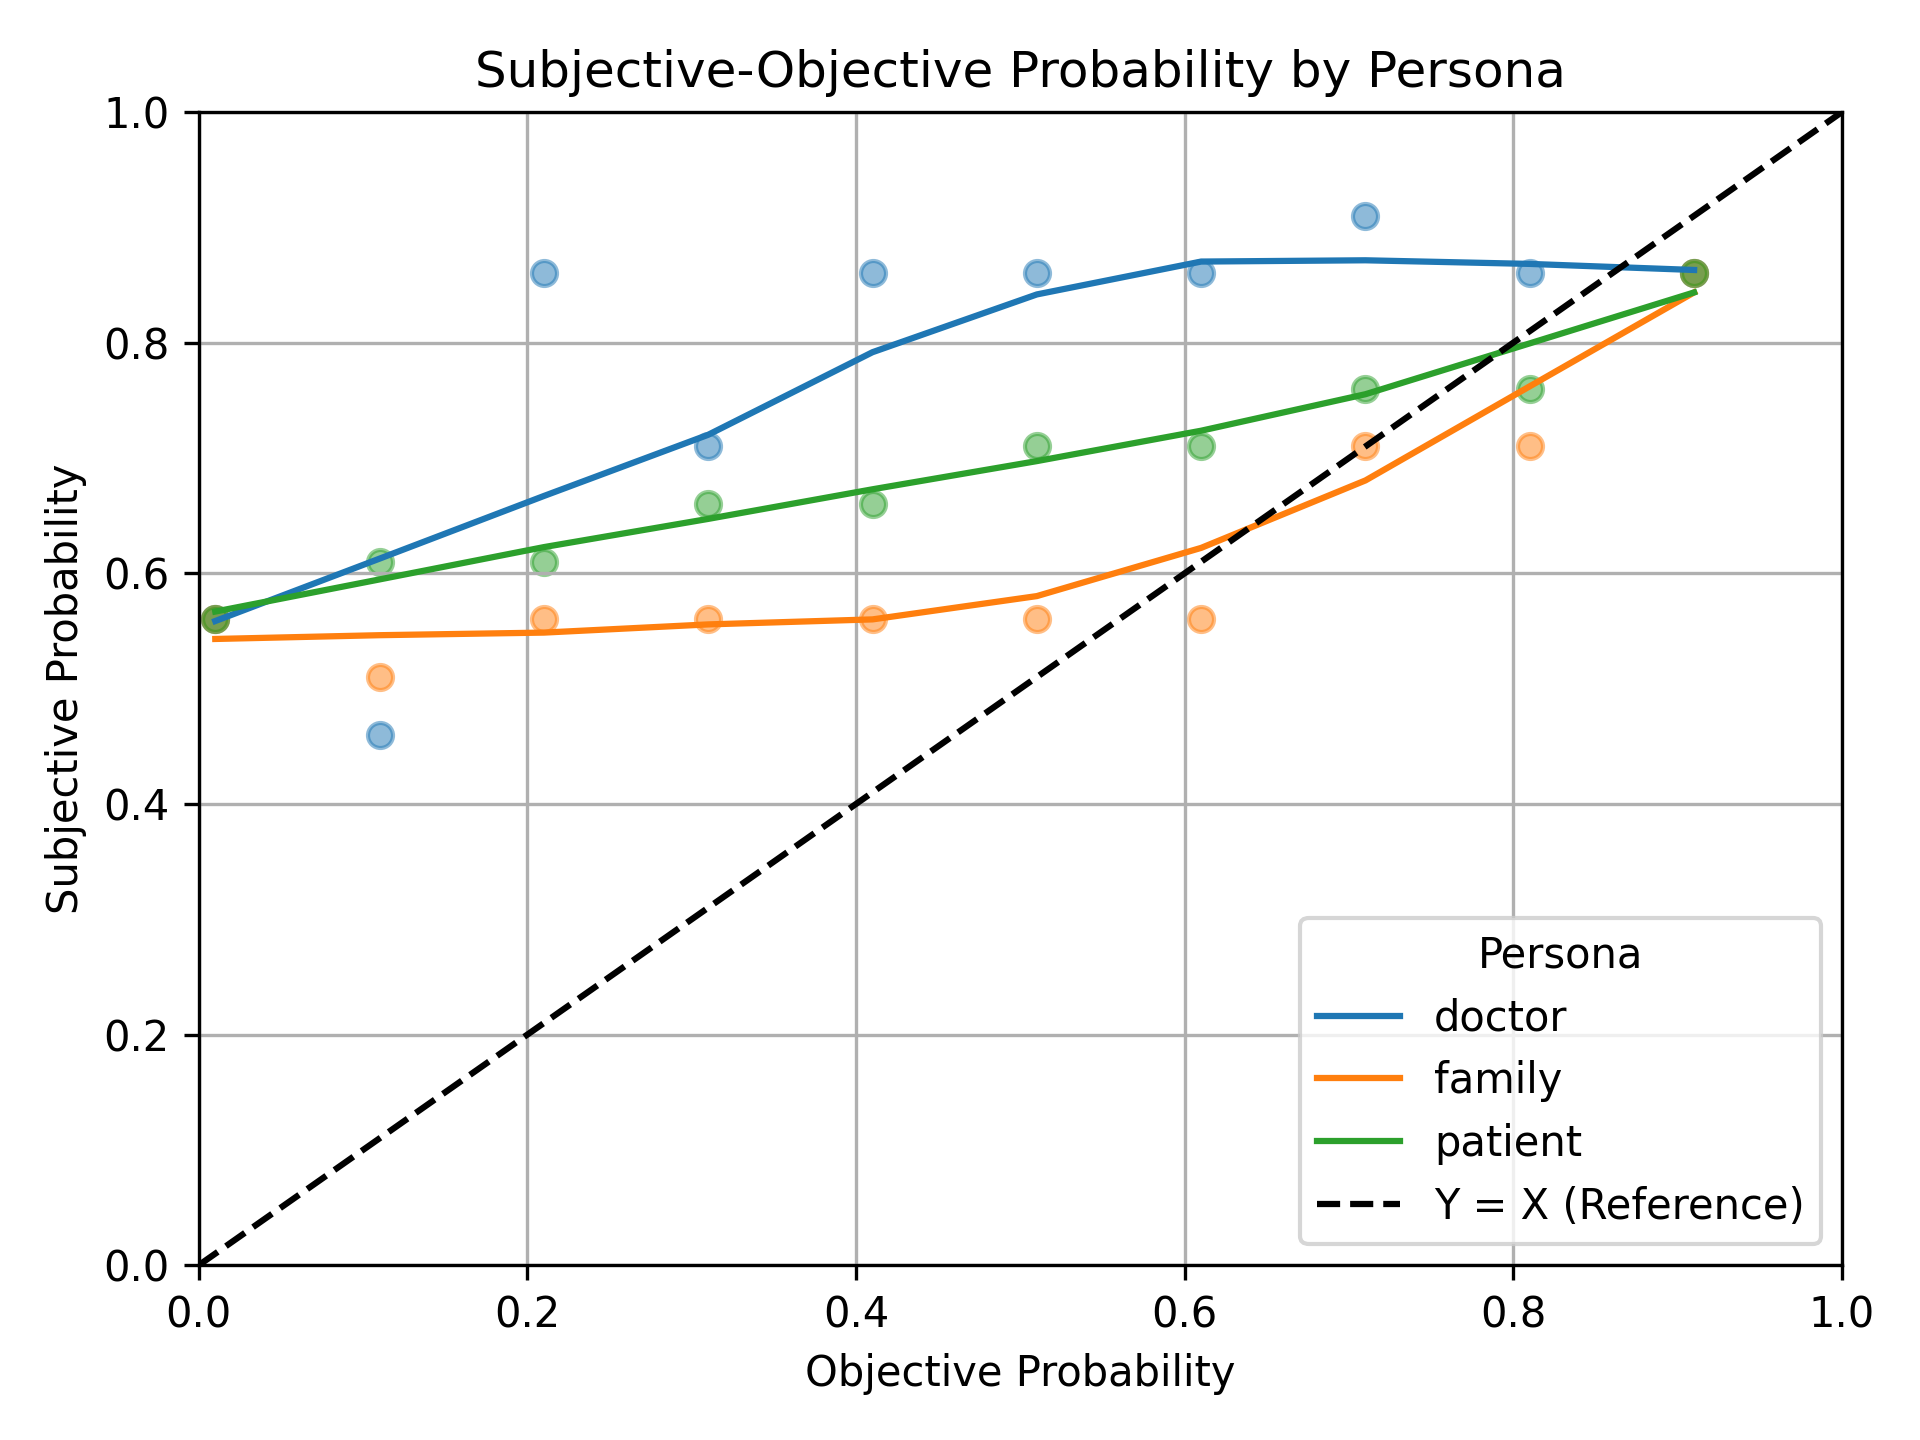 Subjective-Objective Probability by Persona
1.0
0.8
0.6
0.4
0.2
0.0
Subjective Probability
0.0 0.2 0.4 0.6 0.8 1.0
Objective Probability
Persona
doctor
family
patient
Y = X (Reference)